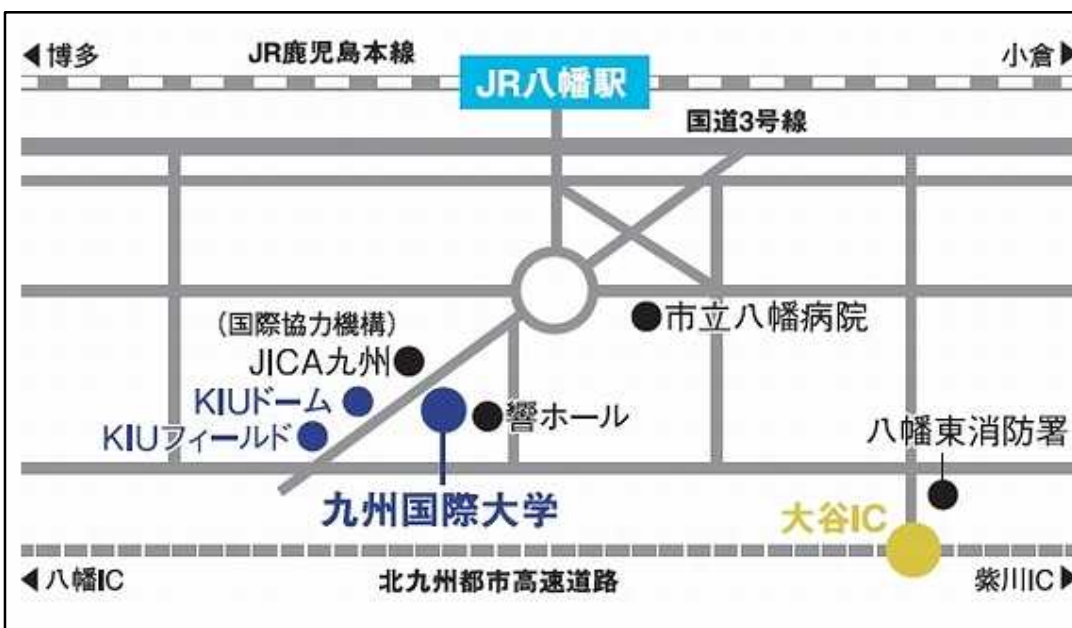 ◀博多
JR鹿児島本線
小倉▶
JR八幡駅
国道3号線
(国際協力機構)
JICA九州
市立八幡病院
KIUドーム
響ホール
KIUフィールド
八幡東消防署
九州国際大学
大谷IC
◀八幡IC
北九州都市高速道路
紫川IC▶